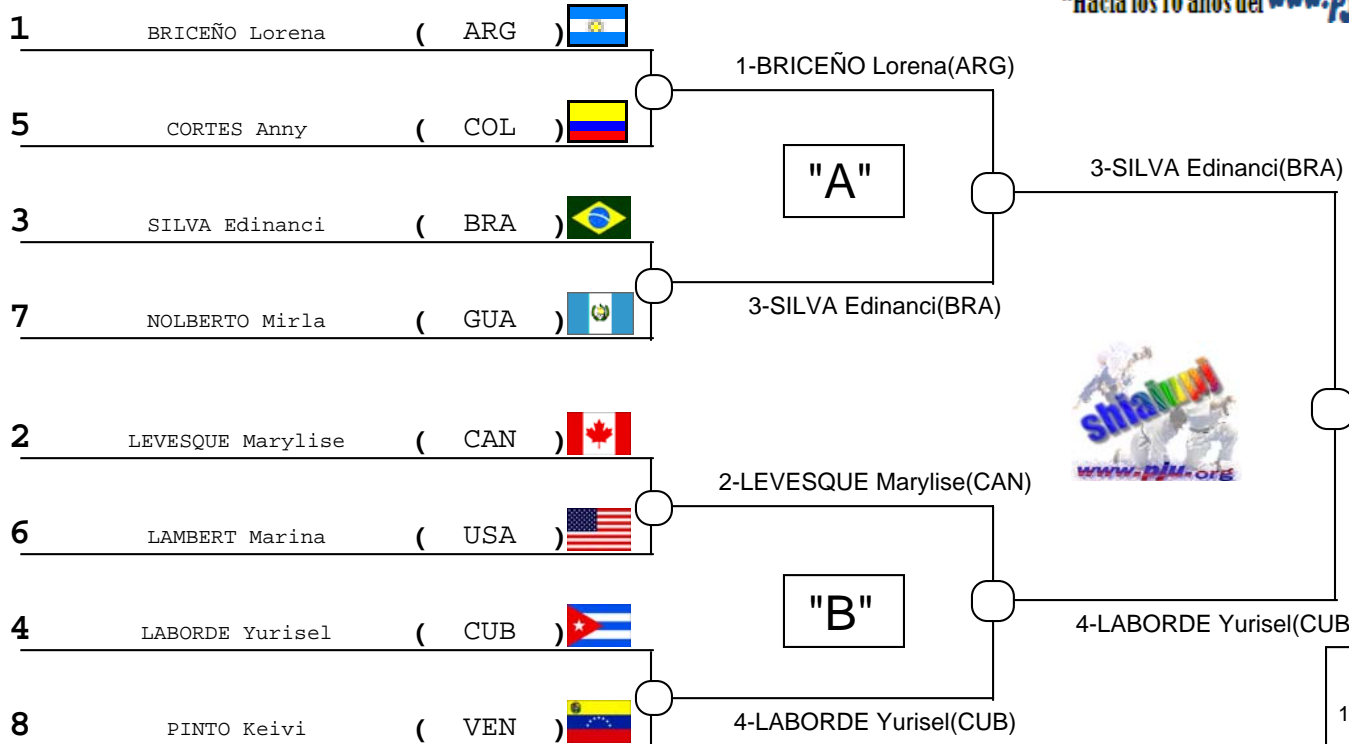 "Hacia los 10 años del
1 BRICEÑO Lorena ( ARG )
1-BRICEÑO Lorena(ARG)
5 CORTES Anny ( COL )
"A"
3-SILVA Edinanci(BRA)
3 SILVA Edinanci ( BRA )
3-SILVA Edinanci(BRA)
7 NOLBERTO Mirla ( GUA )
shiai
www.pju.org
2 LEVESQUE Marylise ( CAN )
2-LEVESQUE Marylise(CAN)
6 LAMBERT Marina ( USA )
"B"
4-LABORDE Yurisel(CUB
4 LABORDE Yurisel ( CUB )
4-LABORDE Yurisel(CUB)
8 PINTO Keivi ( VEN )
1